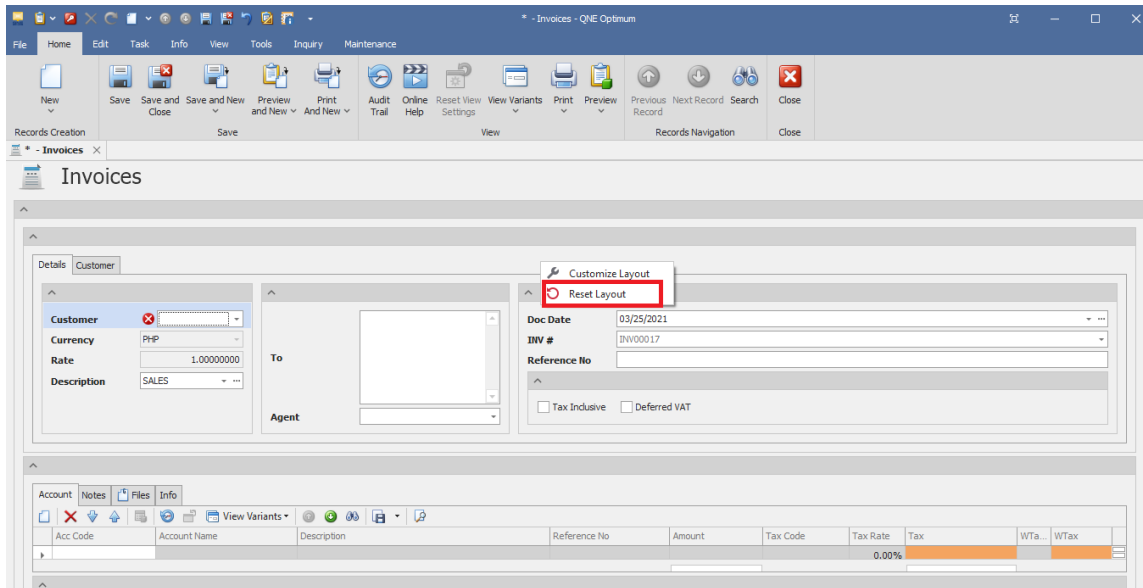 * - Invoices - QNE Optimum
File Home Edit Task Info View Tools Inquiry Maintenance
New Save Save and Close Save and New Preview and New Print And New Audit Trail Online Help Reset View Settings View Variants Print Preview Previous Record Next Record Search Close
Records Creation Save View Records Navigation Close
* - Invoices
Invoices
Details Customer
Customize Layout
Reset Layout
Customer
Currency PHP
Rate 1.00000000
Description SALES
To
Agent
Doc Date 03/25/2021
INV # INV00017
Reference No
Tax Inclusive Deferred VAT
Account Notes Files Info
View Variants
Acc Code Account Name Description Reference No Amount Tax Code Tax Rate Tax WTa... WTax
0.00%